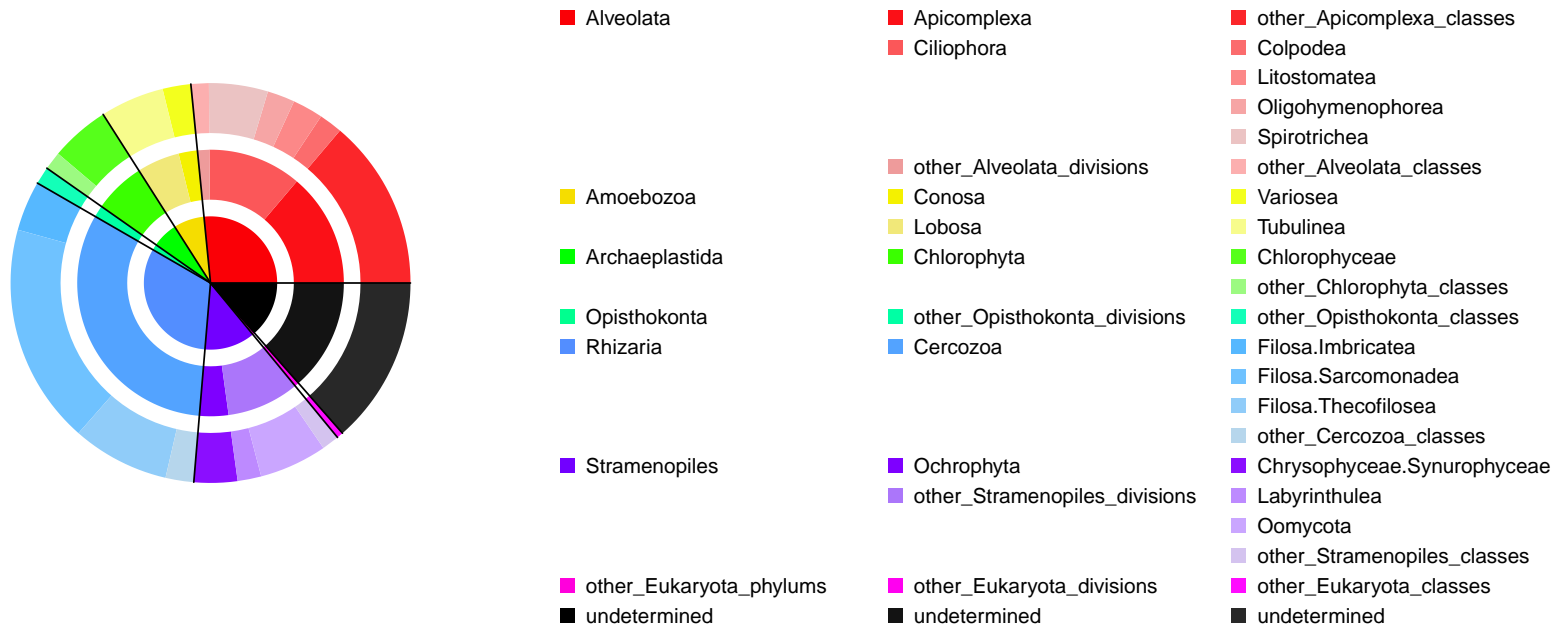 Alveolata Apicomplexa other_Apicomplexa_classes
Ciliophora Colpodea
Litostomatea
Oligohymenophorea
Spirotrichea
other_Alveolata_divisions other_Alveolata_classes
Amoebozoa Conosa Variosea
Lobosa Tubulinea
Archaeplastida Chlorophyta Chlorophyceae
other_Chlorophyta_classes
Opisthokonta other_Opisthokonta_divisions other_Opisthokonta_classes
Rhizaria Cercozoa Filosa.Imbricatea
Filosa.Sarcomonadea
Filosa.Thecofilosea
other_Cercozoa_classes
Stramenopiles Ochrophyta Chrysophyceae.Synurophyceae
other_Stramenopiles_divisions Labyrinthulea
Oomycota
other_Stramenopiles_classes
other_Eukaryota_phylums other_Eukaryota_divisions other_Eukaryota_classes
undetermined undetermined undetermined